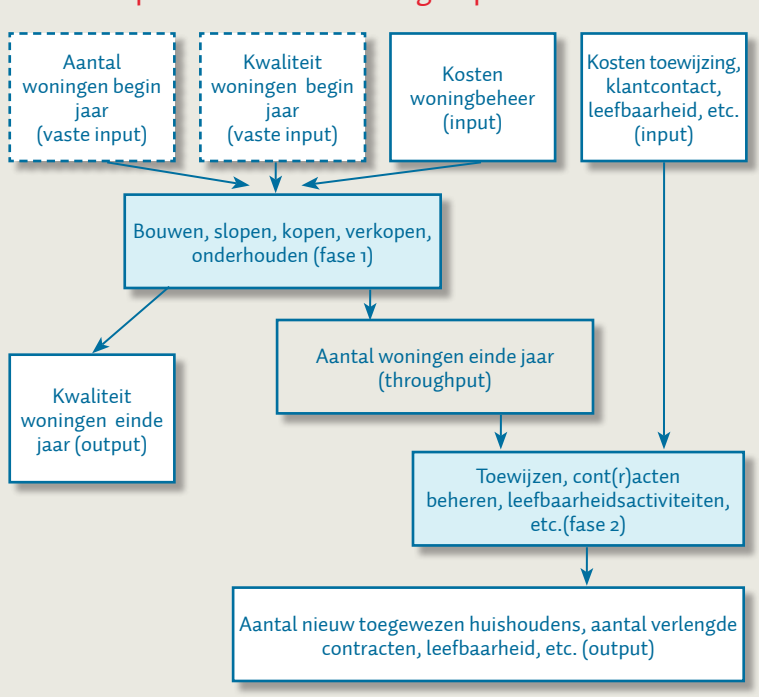 Aantal
woningen begin
jaar
(vaste input)
Kwaliteit
woningen begin
jaar
(vaste input)
Kosten
woningbeheer
(input)
Kosten toewijzing,
klantcontact,
leefbaarheid, etc.
(input)
Bouwen, slopen, kopen, verkopen,
onderhouden (fase 1)
Aantal woningen einde jaar
(throughput)
Kwaliteit
woningen einde
jaar (output)
Toewijzen, cont(r)acten
beheren, leefbaarheidsactiviteiten,
etc.(fase 2)
Aantal nieuw toegewezen huishoudens, aantal verlengde
contracten, leefbaarheid, etc. (output)